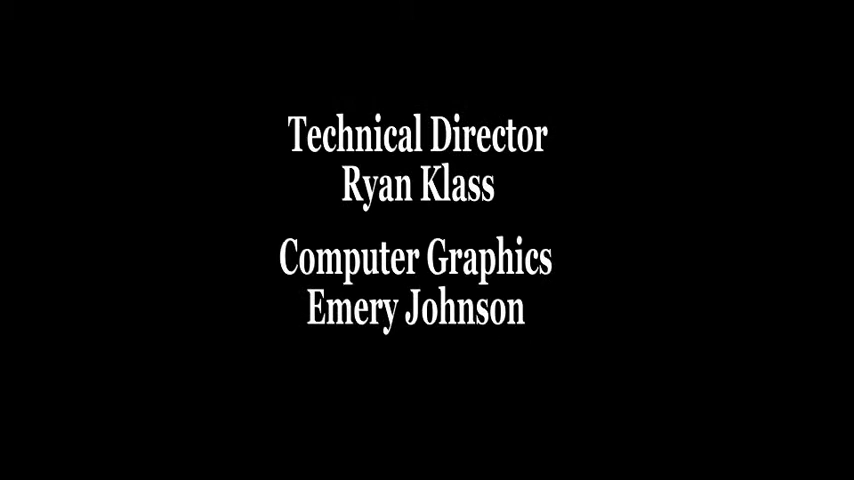 Technical Director
Ryan Klass
Computer Graphics
Emery Johnson